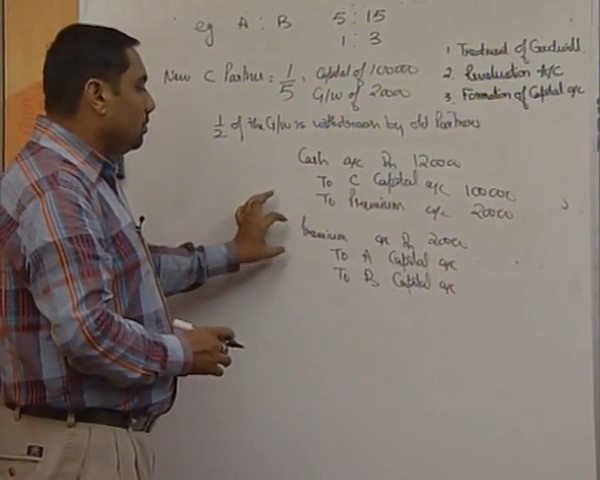 eg A : B 5 : 15
1 : 3
1 Treatment of Goodwill
2. Revaluation A/C
3. Formation of Capital a/c
New C Partner = 1/5, Capital of 100000
G/w of 20000
1/2 of the G/w is withdrawn by old Partners
Cash a/c Dr 120000
To C Capital a/c 100000
To Premium a/c 20000
Premium a/c Dr 20000
To A Capital a/c
To B Capital a/c